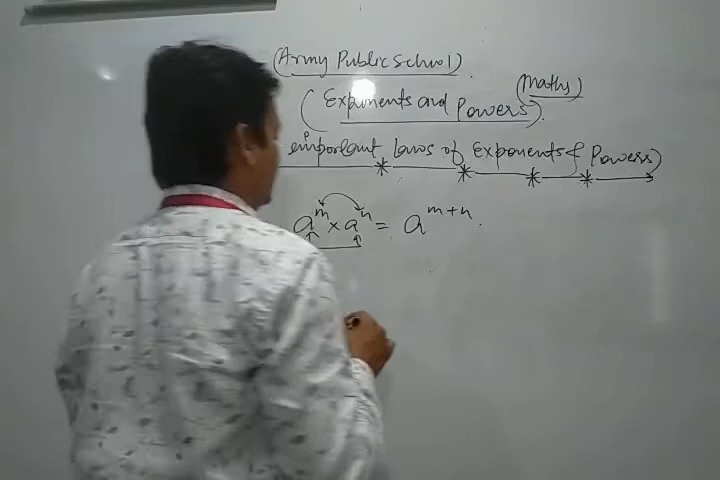 (Army Public School)
(Maths)
(Exponents and Powers).
important Laws of Exponents & Powers)
a^m × a^n = a^{m+n}.